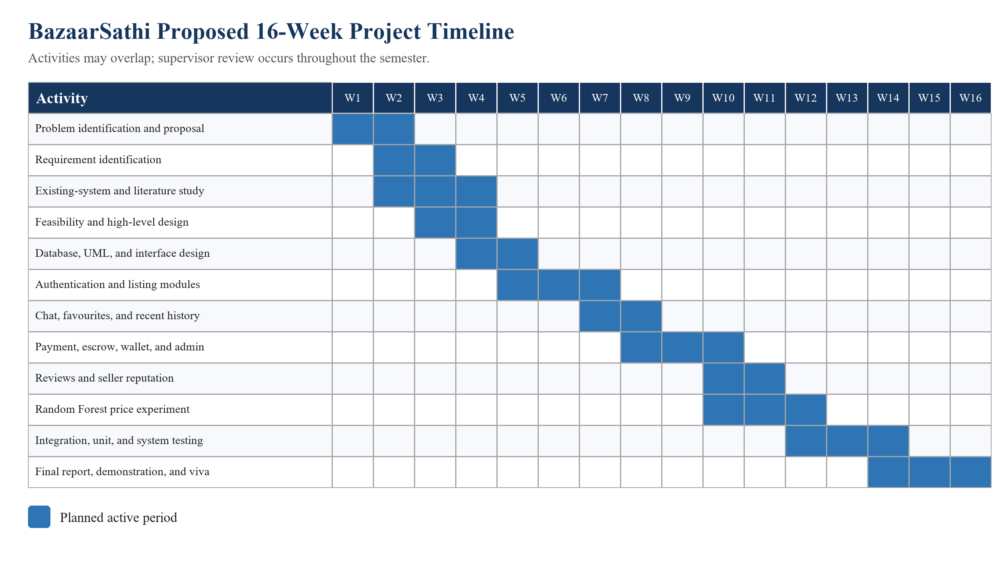 BazaarSathi Proposed 16-Week Project Timeline
Activities may overlap; supervisor review occurs throughout the semester.
Activity W1 W2 W3 W4 W5 W6 W7 W8 W9 W10 W11 W12 W13 W14 W15 W16
Problem identification and proposal
Requirement identification
Existing-system and literature study
Feasibility and high-level design
Database, UML, and interface design
Authentication and listing modules
Chat, favourites, and recent history
Payment, escrow, wallet, and admin
Reviews and seller reputation
Random Forest price experiment
Integration, unit, and system testing
Final report, demonstration, and viva
Planned active period